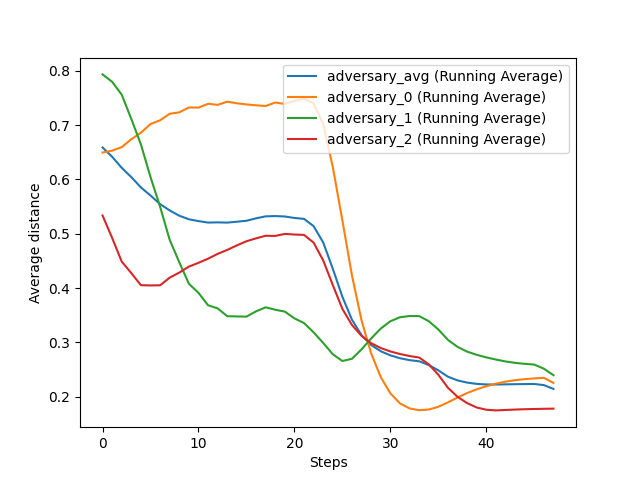 0.8
0.7
0.6
0.5
0.4
0.3
0.2
Average distance
adversary_avg (Running Average)
adversary_0 (Running Average)
adversary_1 (Running Average)
adversary_2 (Running Average)
0 10 20 30 40
Steps